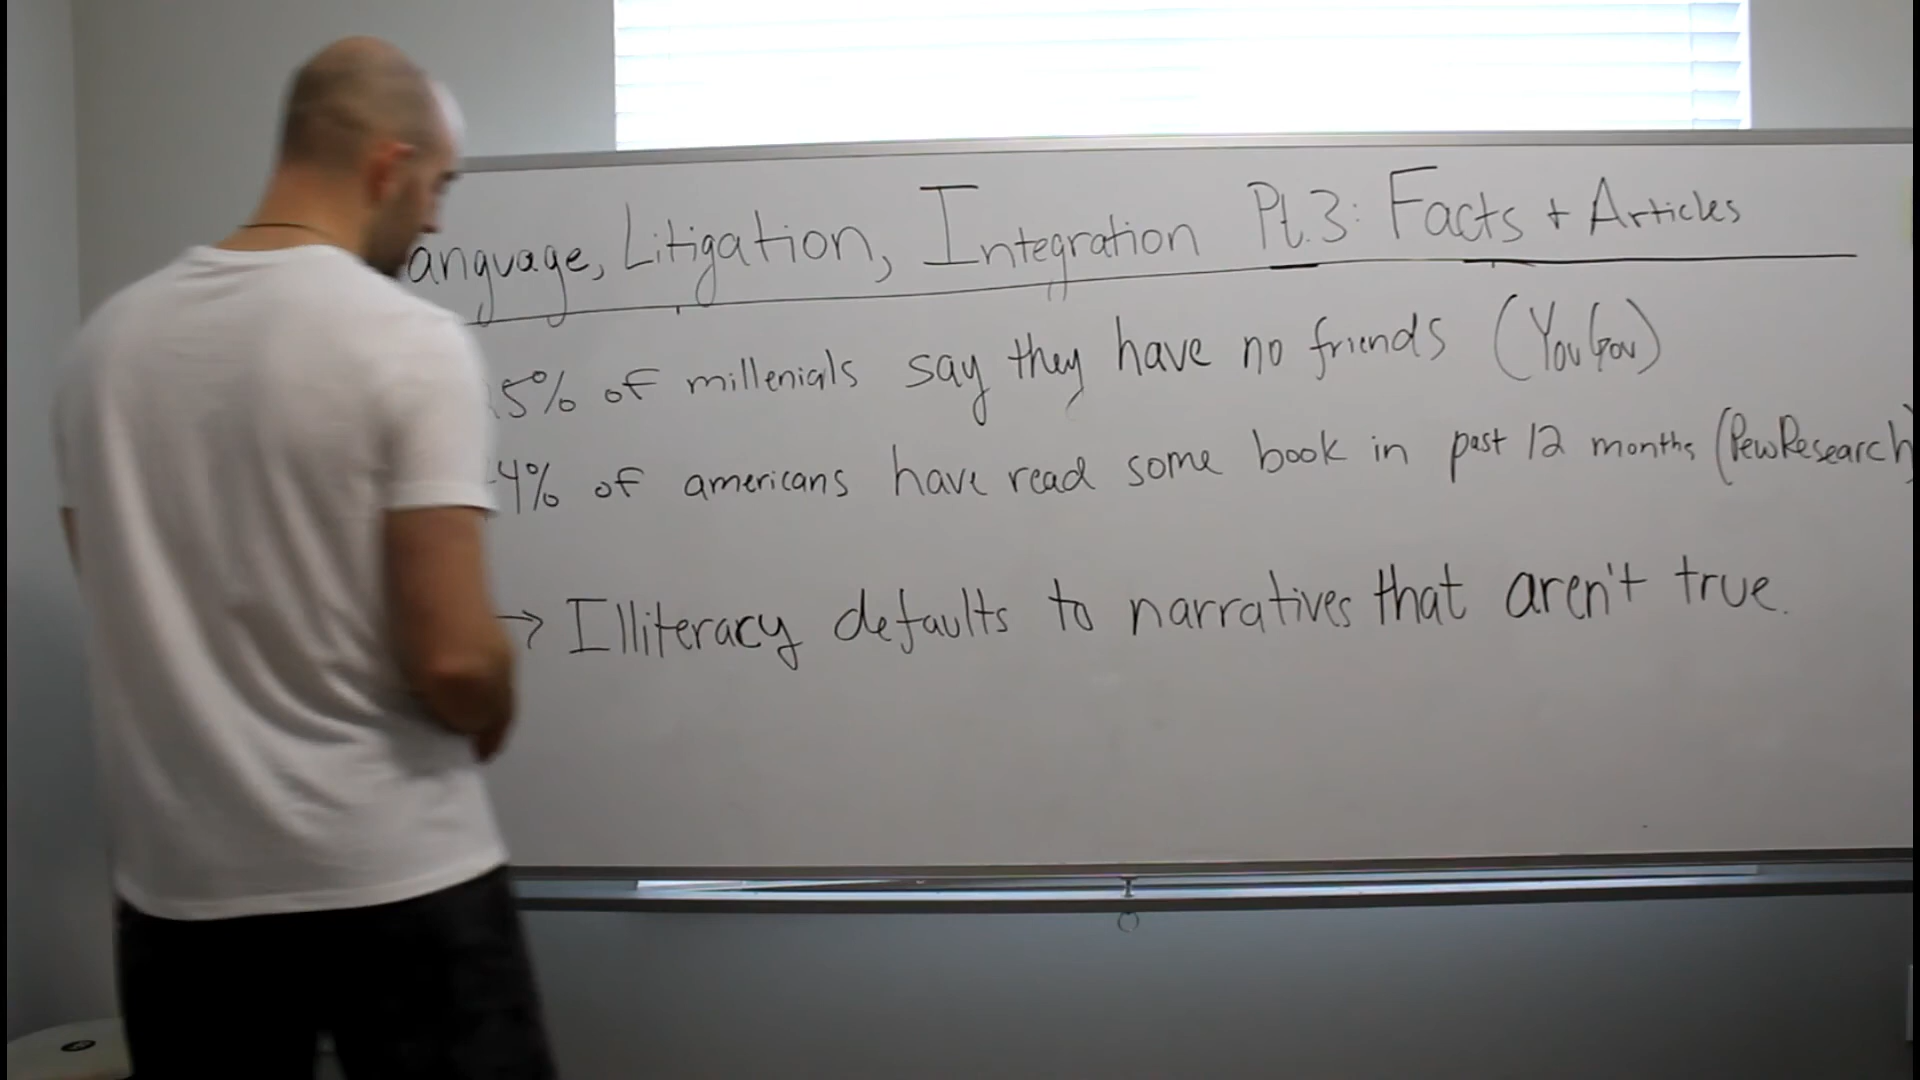 anguage, Litigation, Integration Pt.3: Facts + Articles
5% of millenials say they have no friends (YouGov)
4% of americans have read some book in past 12 months (PewResearch)
→ Illiteracy defaults to narratives that aren't true.